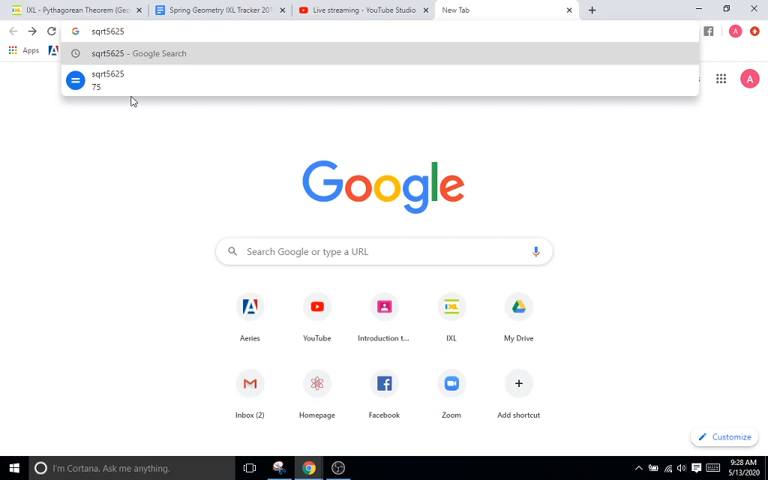 IXL - Pythagorean Theorem (Geo
Spring Geometry IXL Tracker 201
Live streaming - YouTube Studio
New Tab
sqrt5625
Apps
sqrt5625 - Google Search
sqrt5625
75
A
A
Google
Search Google or type a URL
Aeries
YouTube
Introduction t...
IXL
My Drive
Inbox (2)
Homepage
Facebook
Zoom
Add shortcut
Customize
I'm Cortana. Ask me anything.
9:28 AM
5/13/2020